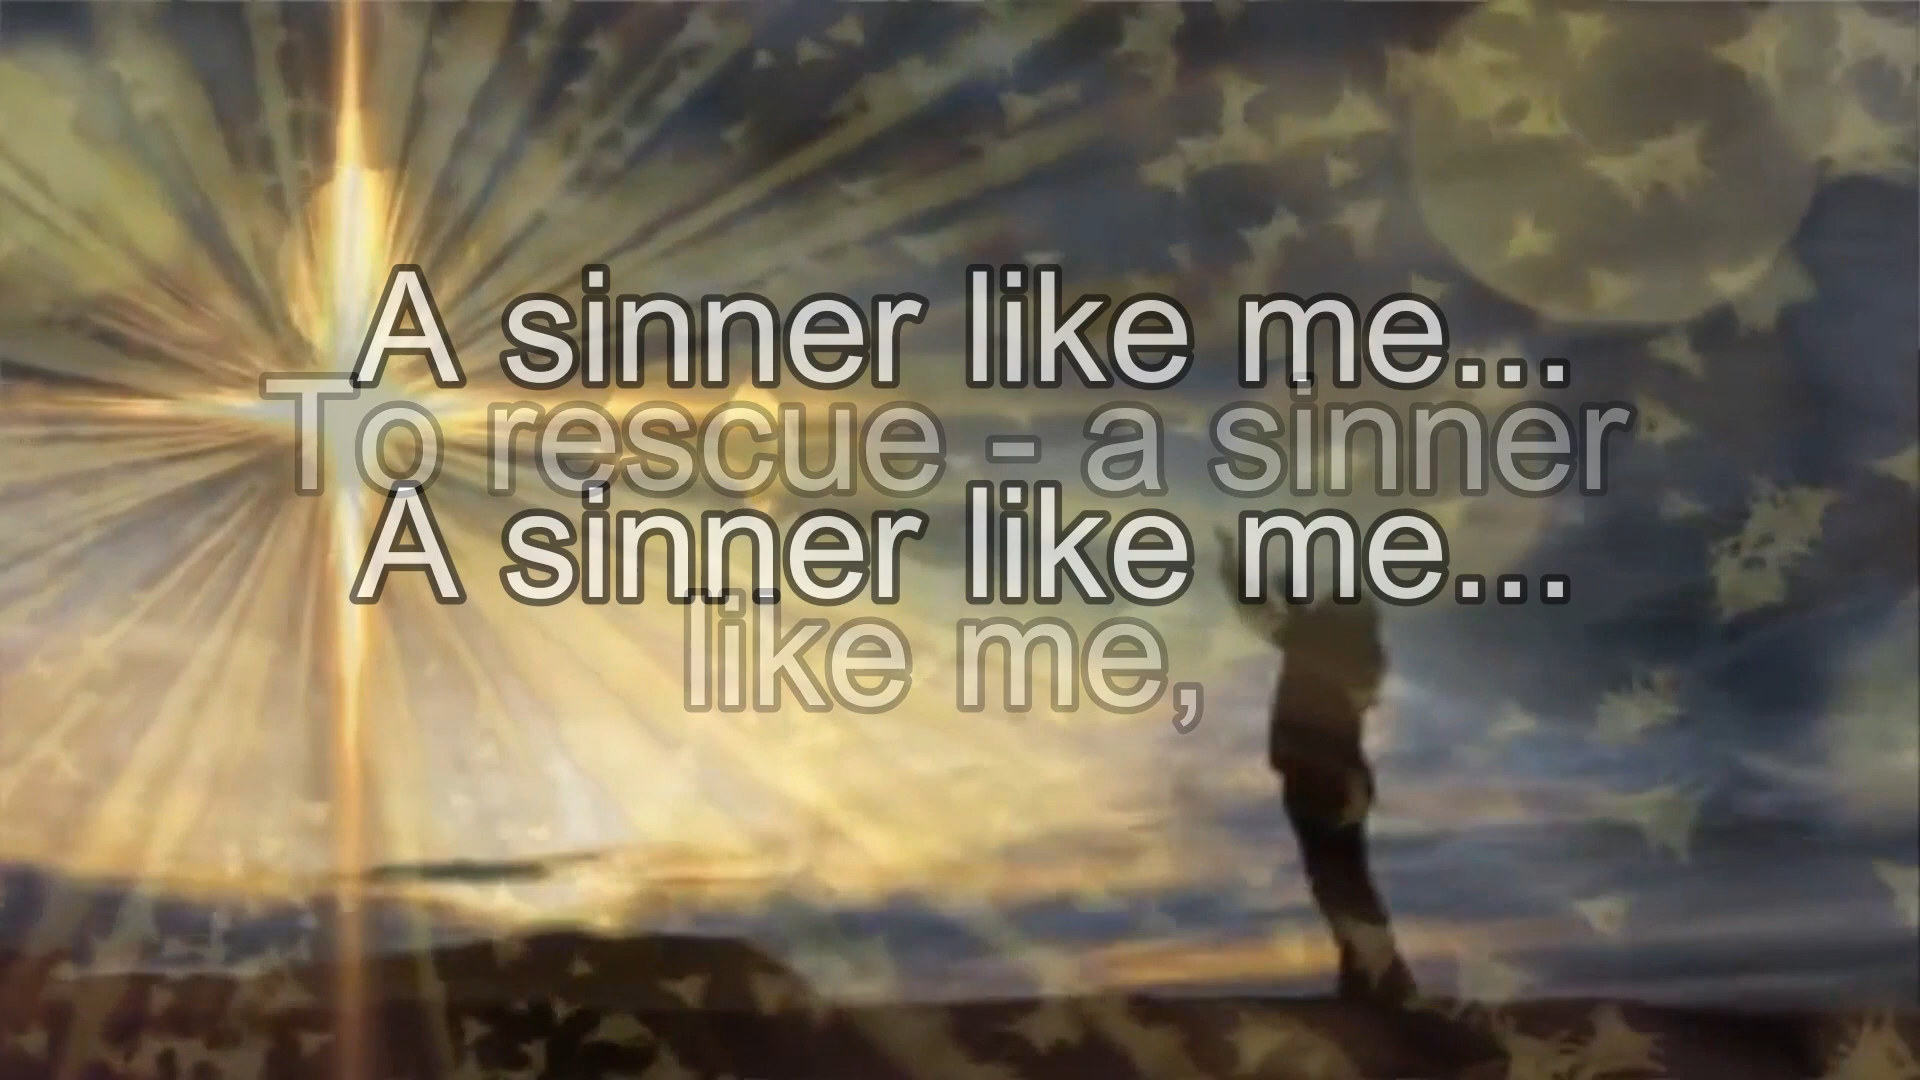 A sinner like me...
To rescue - a sinner
A sinner like me...
like me,